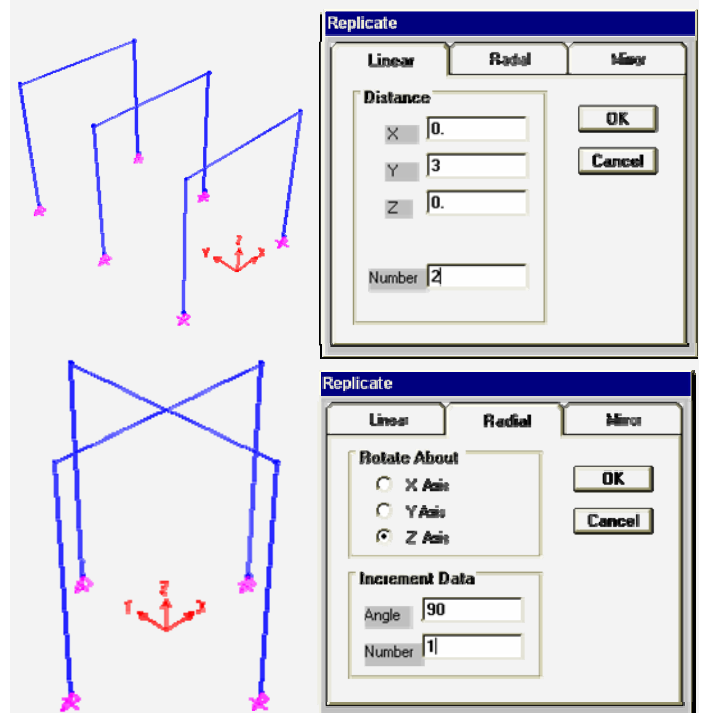 Replicate
Linear Radial Mirror
Distance
X 0.
Y 3
Z 0.
Number 2
OK
Cancel
Z
Y X
Replicate
Linear Radial Mirror
Rotate About
X Axis
Y Axis
Z Axis
Increment Data
Angle 90
Number 1
OK
Cancel
Z
Y X